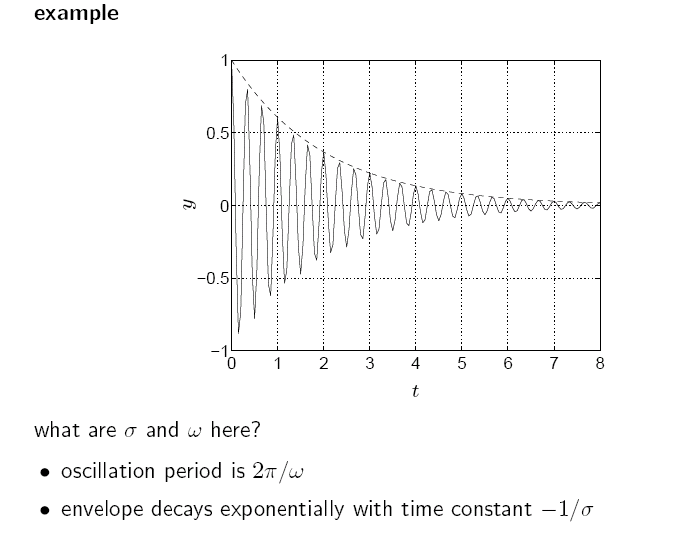 example
1
0.5
0
−0.5
−1
y
0 1 2 3 4 5 6 7 8
t
what are σ and ω here?
• oscillation period is 2π/ω
• envelope decays exponentially with time constant −1/σ